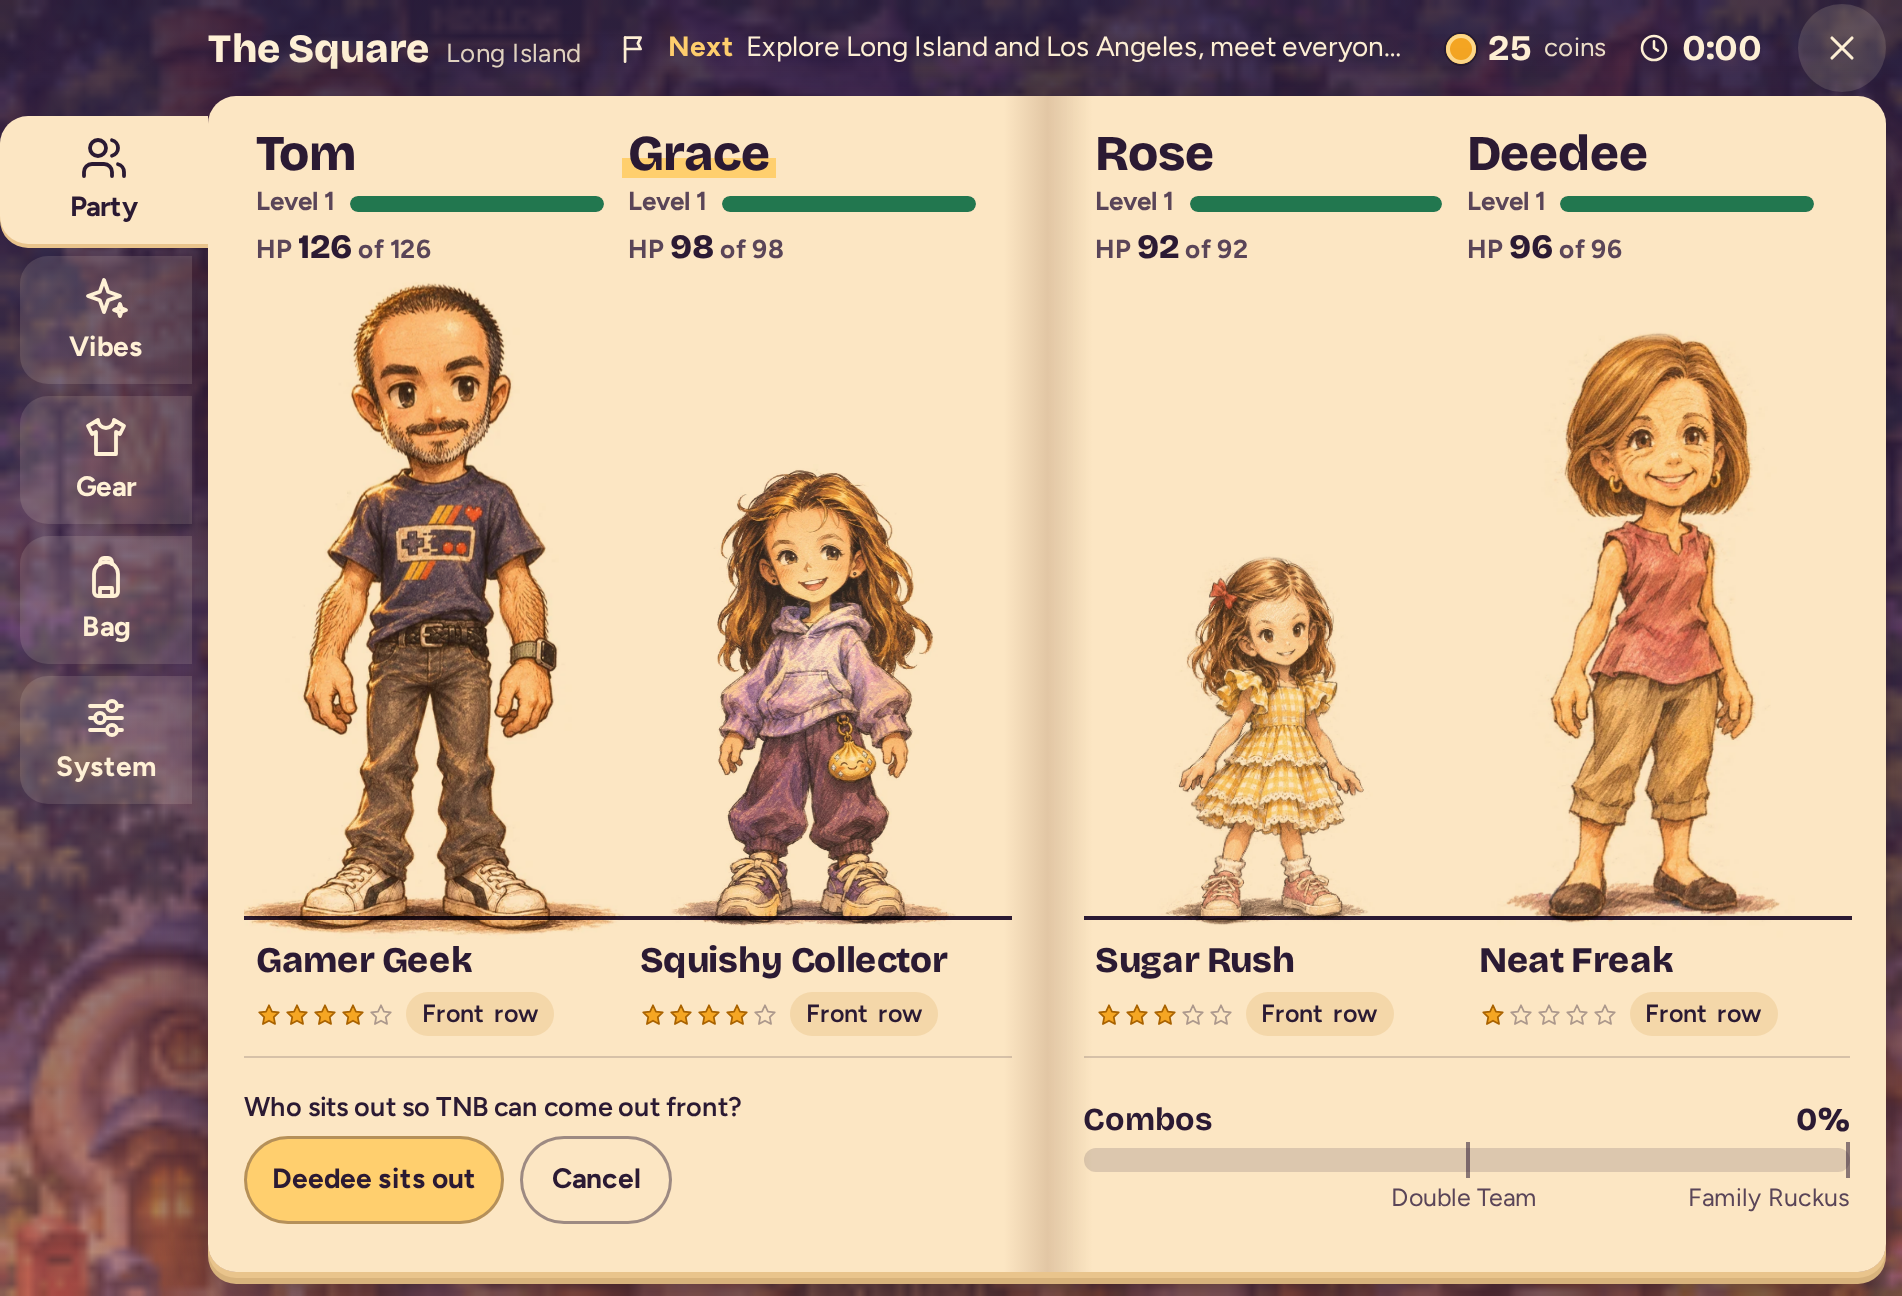 The Square Long Island Next Explore Long Island and Los Angeles, meet everyon... 25 coins 0:00
Party
Vibes
Gear
Bag
System
Tom
Level 1
HP 126 of 126
Grace
Level 1
HP 98 of 98
Rose
Level 1
HP 92 of 92
Deedee
Level 1
HP 96 of 96
Gamer Geek
Front row
Squishy Collector
Front row
Sugar Rush
Front row
Neat Freak
Front row
Who sits out so TNB can come out front?
Deedee sits out
Cancel
Combos 0%
Double Team
Family Ruckus